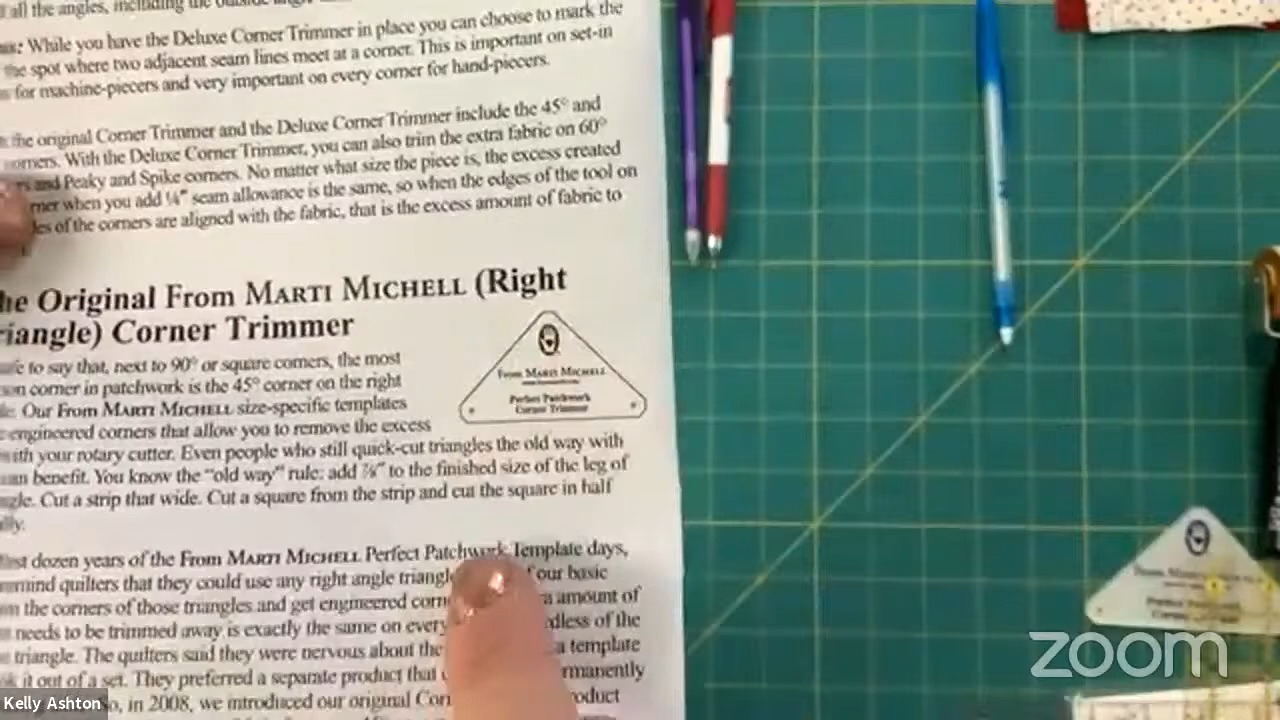 all the angles, including the outside
While you have the Deluxe Corner Trimmer in place you can choose to mark the
the spot where two adjacent seam lines meet at a corner. This is important on set-in
for machine-piecers and very important on every corner for hand-piecers.
the original Corner Trimmer and the Deluxe Corner Trimmer include the 45° and
corners. With the Deluxe Corner Trimmer, you can also trim the extra fabric on 60°
and Peaky and Spike corners. No matter what size the piece is, the excess created
when you add ¼" seam allowance is the same, so when the edges of the tool on
of the corners are aligned with the fabric, that is the excess amount of fabric to
he Original From MARTI MICHELL (Right
riangle) Corner Trimmer
to say that, next to 90° or square corners, the most
corner in patchwork is the 45° corner on the right
Our From MARTI MICHELL size-specific templates
engineered corners that allow you to remove the excess
with your rotary cutter. Even people who still quick-cut triangles the old way with
can benefit. You know the "old way" rule: add ⅞" to the finished size of the leg of
Cut a strip that wide. Cut a square from the strip and cut the square in half
From MARTI MICHELL
Perfect Patchwork
Corner Trimmer
dozen years of the From MARTI MICHELL Perfect Patchwork Template days,
quilters that they could use any right angle of our basic
the corners of those triangles and get engineered a amount of
needs to be trimmed away is exactly the same on every of the
triangle. The quilters said they were nervous about the a template
it out of a set. They preferred a separate product that
in 2008, we introduced our original
Perfect Patchwork
zoom
Kelly Ashton